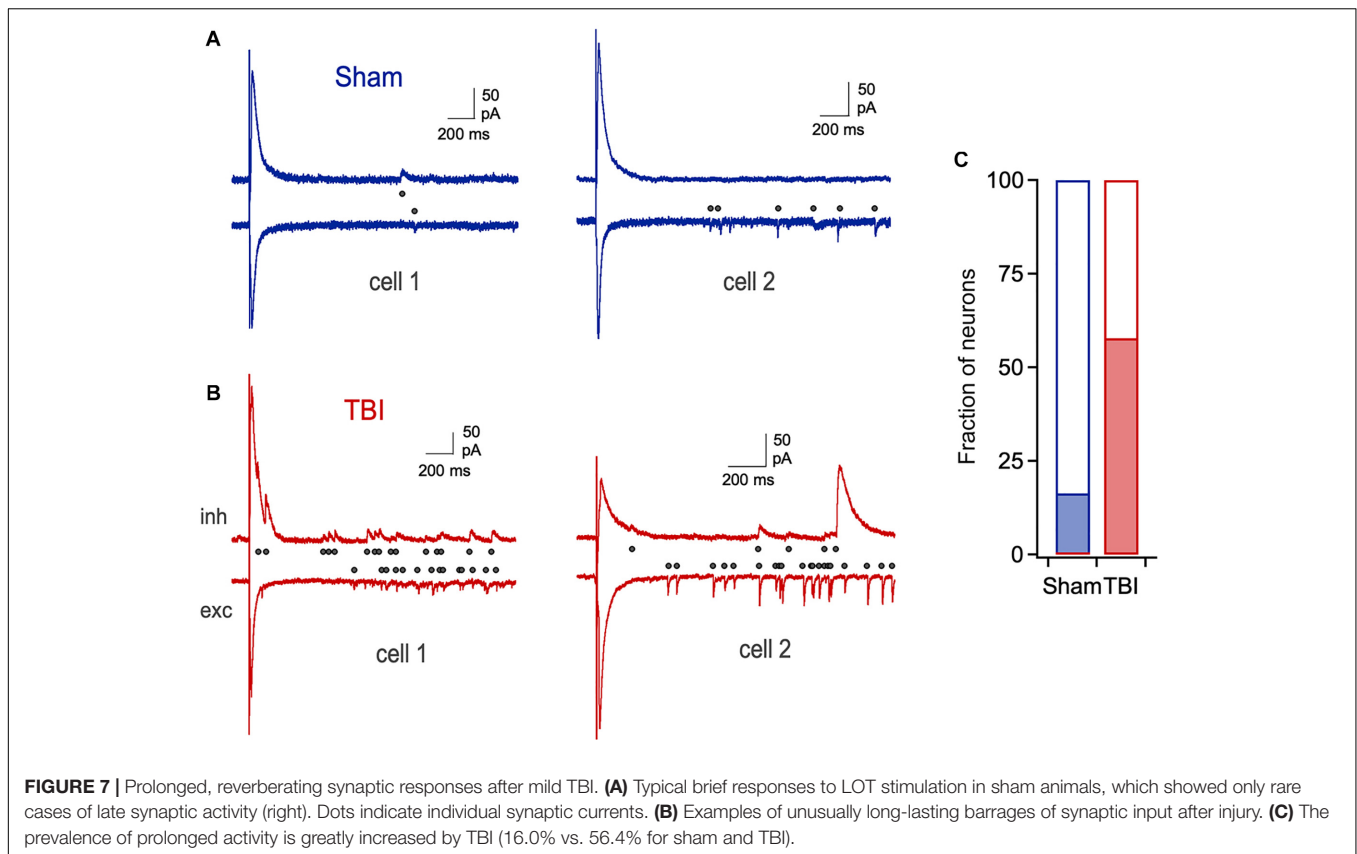 A
Sham
50
pA
200 ms
cell 1
50
pA
200 ms
cell 2
B
TBI
50
pA
200 ms
inh
exc
cell 1
50
pA
200 ms
cell 2
C
Fraction of neurons
100
75
50
25
0
Sham TBI
FIGURE 7 | Prolonged, reverberating synaptic responses after mild TBI. (A) Typical brief responses to LOT stimulation in sham animals, which showed only rare
cases of late synaptic activity (right). Dots indicate individual synaptic currents. (B) Examples of unusually long-lasting barrages of synaptic input after injury. (C) The
prevalence of prolonged activity is greatly increased by TBI (16.0% vs. 56.4% for sham and TBI).